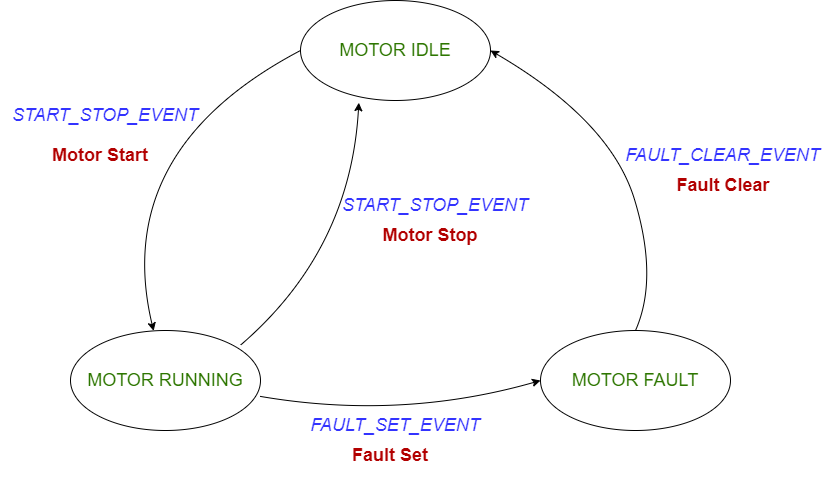 MOTOR IDLE
START_STOP_EVENT
Motor Start
FAULT_CLEAR_EVENT
Fault Clear
START_STOP_EVENT
Motor Stop
MOTOR RUNNING
MOTOR FAULT
FAULT_SET_EVENT
Fault Set